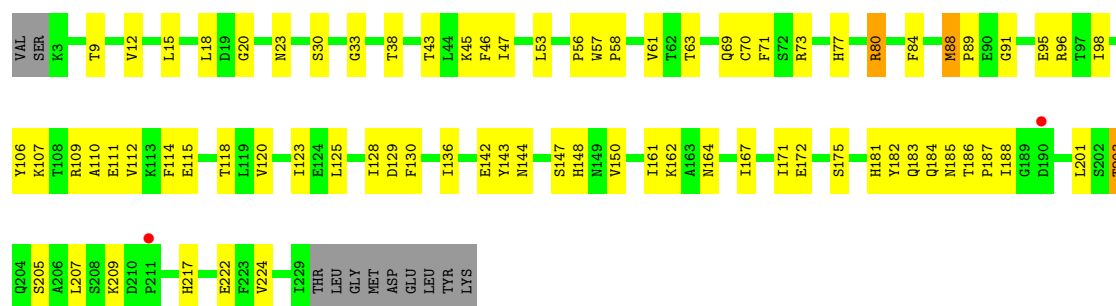 VAL SER K3 T9 V12 L15 L18 D19 G20 N23 S30 G33 T38 T43 L44 K45 F46 I47 L53 P56 W57 P58 V61 T62 T63 Q69 C70 F71 S72 R73 H77 R80 F84 M88 P89 E90 G91 E95 R96 T97 I98
Y106 K107 T108 R109 A110 E111 V112 K113 F114 E115 T118 L119 V120 I123 E124 L125 I128 D129 F130 I136 E142 Y143 N144 S147 H148 N149 V150 I161 K162 A163 N164 I167 I171 E172 S175 H181 Y182 Q183 Q184 N185 T186 P187 I188 G189 D190 L201 S202
Q204 S205 A206 L207 S208 K209 D210 P211 H217 E222 F223 V224 I229 THR LEU GLY MET ASP GLU LEU TYR LYS